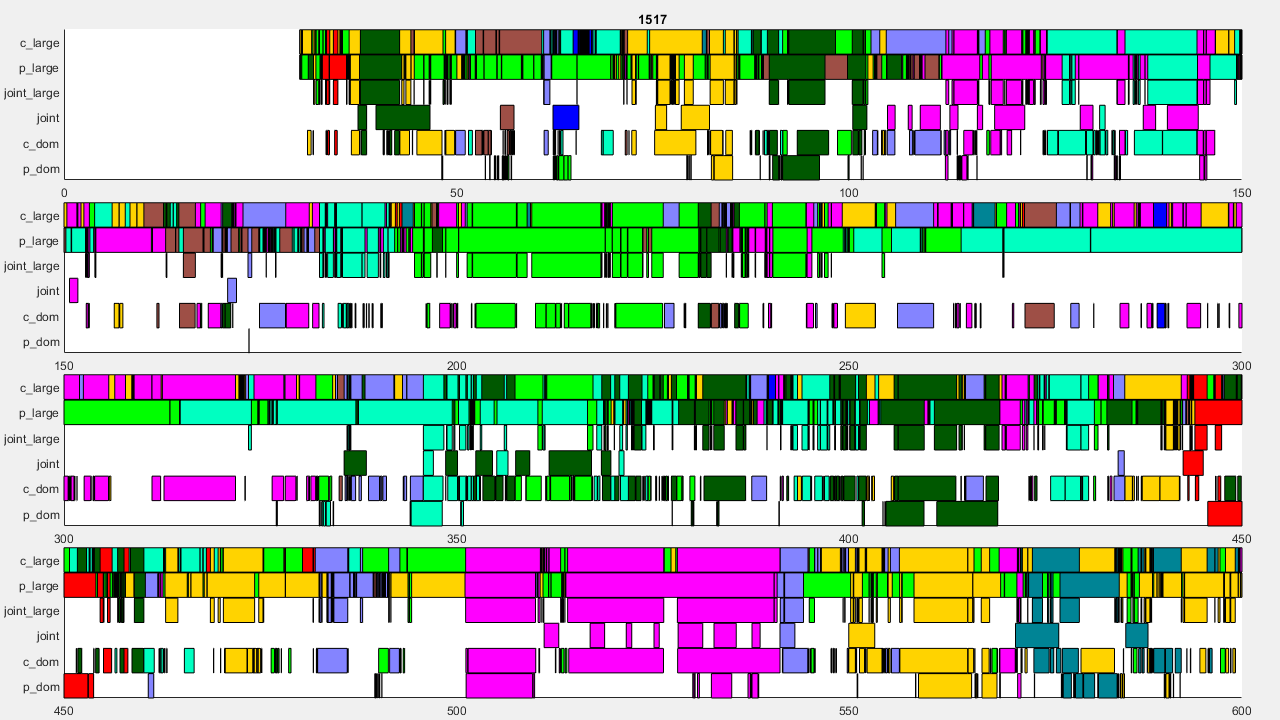 1517
c_large
p_large
joint_large
joint
c_dom
p_dom
0 50 100 150
c_large
p_large
joint_large
joint
c_dom
p_dom
150 200 250 300
c_large
p_large
joint_large
joint
c_dom
p_dom
300 350 400 450
c_large
p_large
joint_large
joint
c_dom
p_dom
450 500 550 600